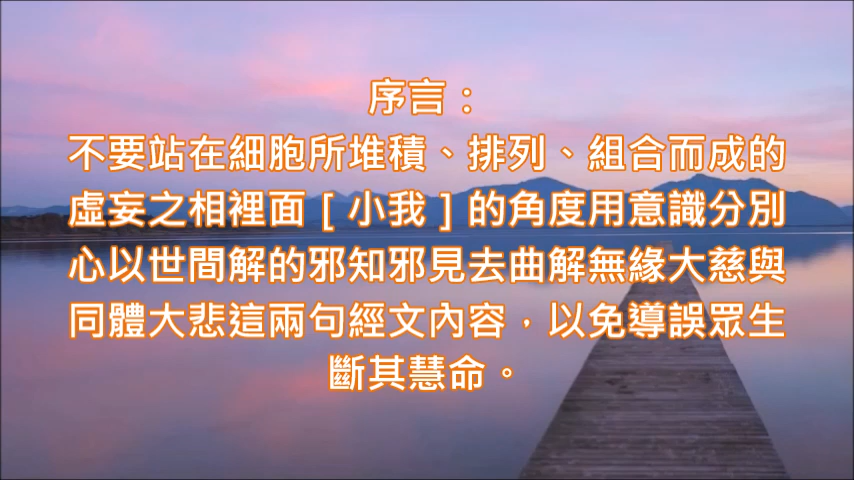 序言：
不要站在細胞所堆積、排列、組合而成的
虛妄之相裡面［小我］的角度用意識分別
心以世間解的邪知邪見去曲解無緣大慈與
同體大悲這兩句經文內容，以免導誤眾生
斷其慧命。